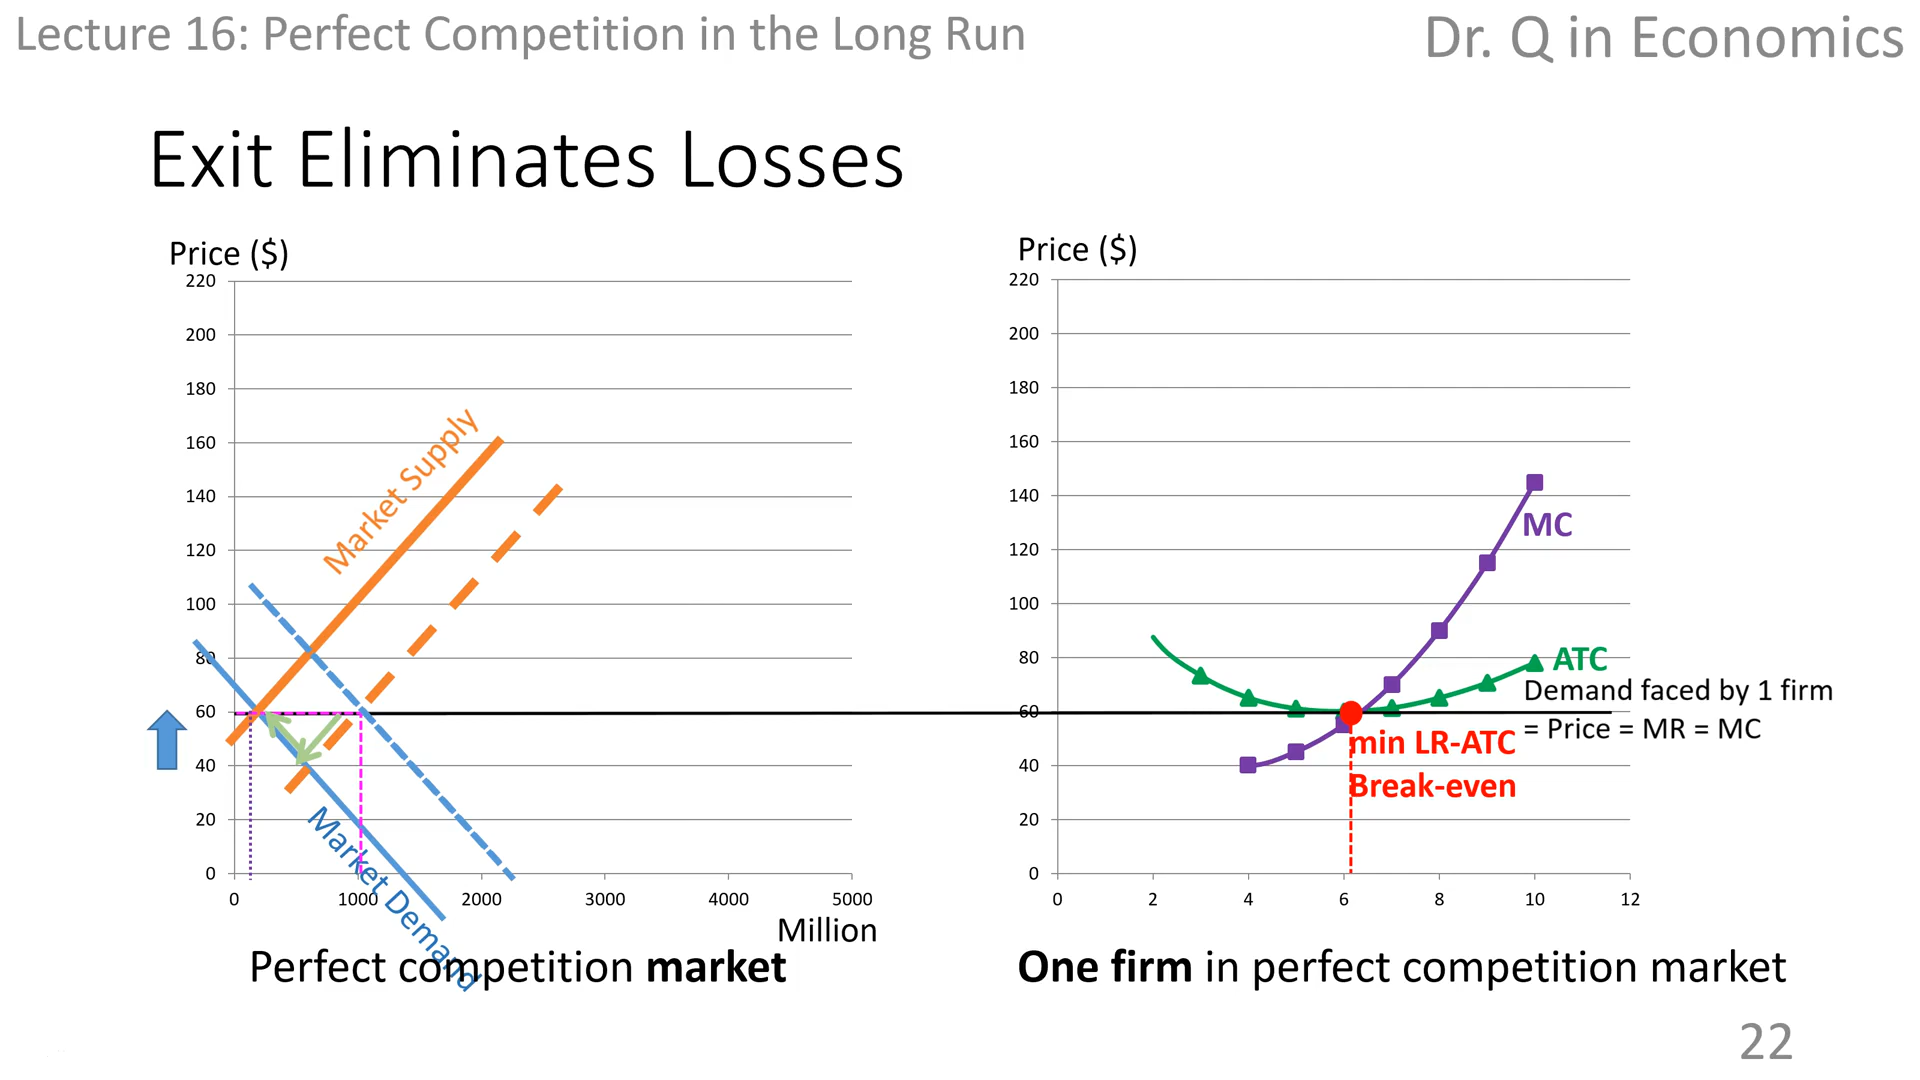 Lecture 16: Perfect Competition in the Long Run
Dr. Q in Economics
Exit Eliminates Losses
Price ($)
220
200
180
160
140
120
100
80
60
40
20
0
0 1000 2000 3000 4000 5000
Million
Market Supply
Market Demand
Perfect competition market
Price ($)
220
200
180
160
140
120
100
80
60
40
20
0
0 2 4 6 8 10 12
MC
ATC
Demand faced by 1 firm
= Price = MR = MC
min LR-ATC
Break-even
One firm in perfect competition market
22